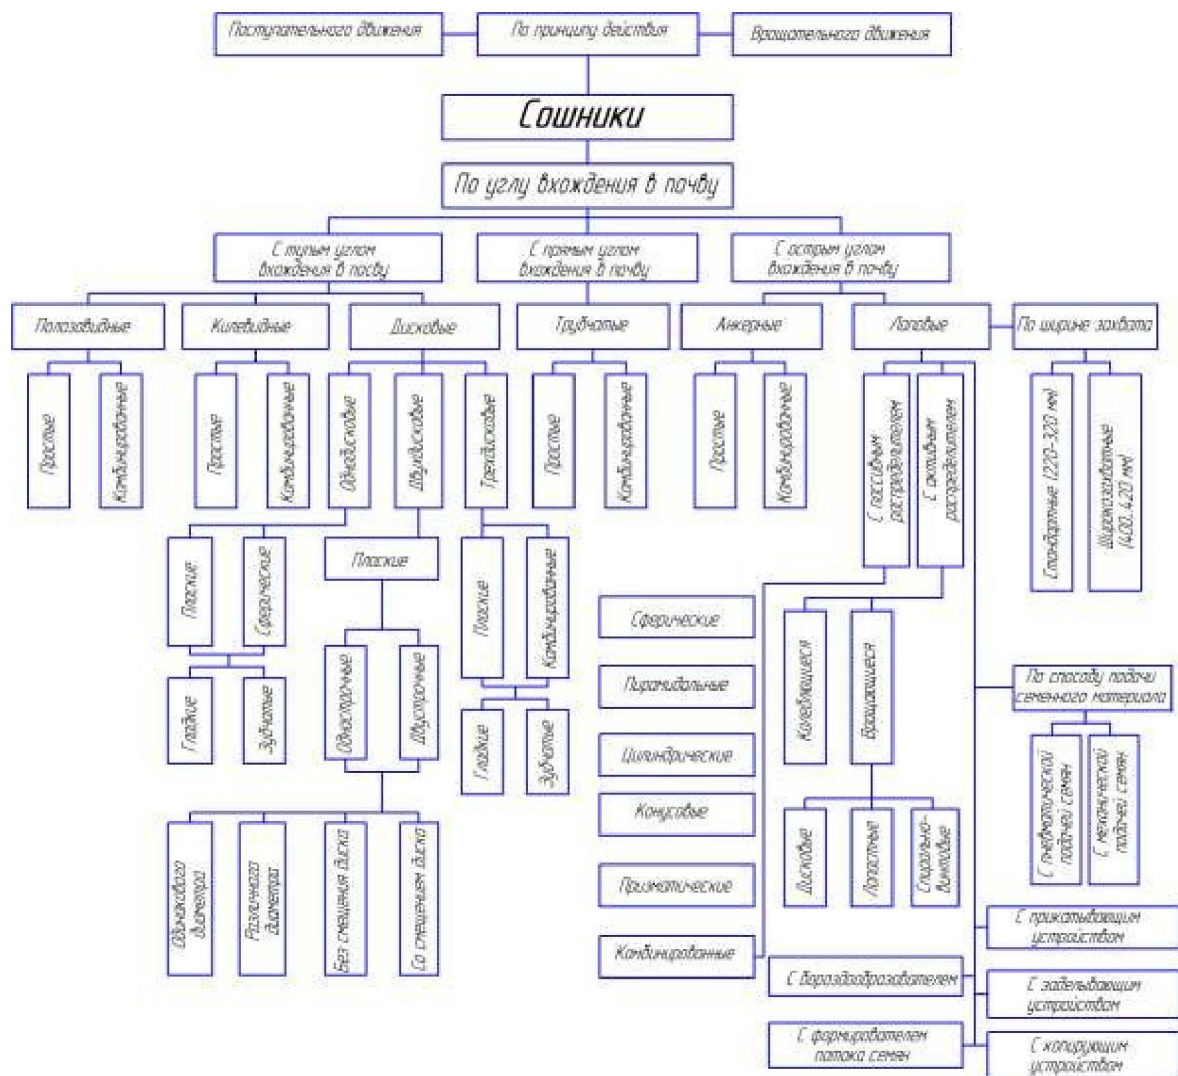 Поступательного движения
По принципу действия
Вращательного движения
Сошники
По углу вхождения в почву
С тупым углом
вхождения в посву
С прямым углом
вхождения в почву
С острым углом
вхождения в почву
Полозавидные
Килевидные
Дисковые
Трубчатые
Анкерные
Лаповые
По ширине захвата
Простые
Комбинированные
Простые
Комбинированные
Однодисковые
Двухдисковые
Трехдисковые
Простые
Комбинированные
Простые
Комбинированные
С пассивным
распределителем
С активным
распределителем
Стандартные (220-320 мм)
Широкозахватные
(400..420 мм)
Плоские
Сферические
Плоские
Плоские
Комбинированные
Гладкие
Зубчатые
Однострочные
Двустрочные
Гладкие
Зубчатые
Сферические
Пирамидальные
Цилиндрические
Конусовые
Призматические
Комбинированные
Колеблющиеся
Вращающиеся
По способу подачи
семенного материала
С пневматической
подачей семян
С механической
подачей семян
Дисковые
Лопастные
Спирально-
винтовые
Одинакового
диаметра
Различного
диаметра
Без смещения диска
Со смещением диска
С прикатывающим
устройством
С бороздообразователем
С заделывающим
устройством
С формирователем
потока семян
С копирующим
устройством